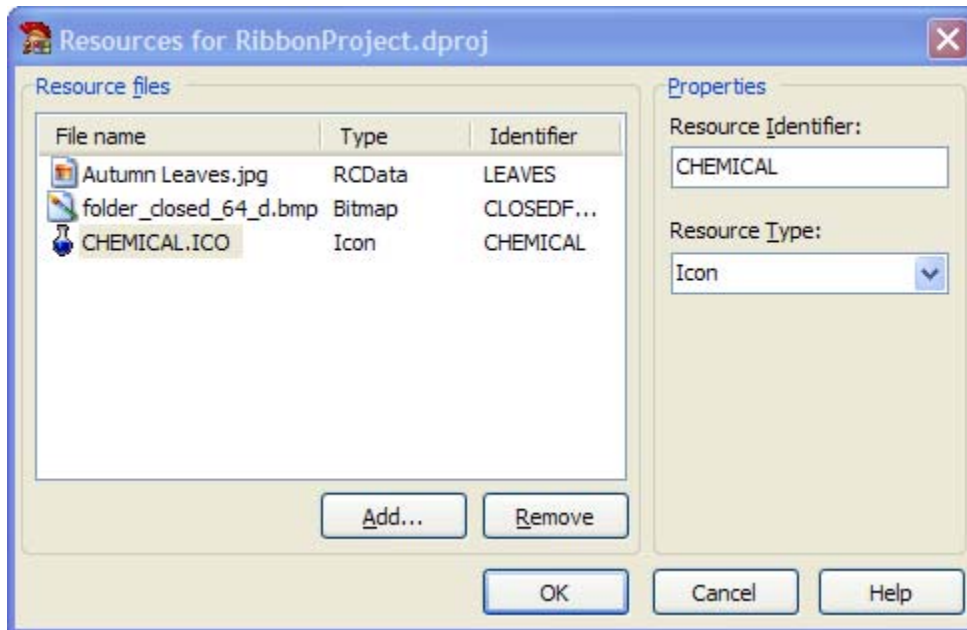 Resources for RibbonProject.dproj
Resource files
File name Type Identifier
Autumn Leaves.jpg RCData LEAVES
folder_closed_64_d.bmp Bitmap CLOSEDF...
CHEMICAL.ICO Icon CHEMICAL
Add... Remove
Properties
Resource Identifier:
CHEMICAL
Resource Type:
Icon
OK Cancel Help